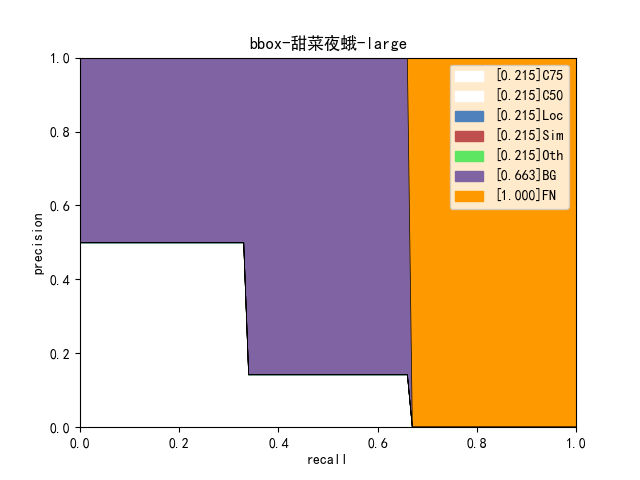 bbox-甜菜夜蛾-large
[0.215]C75
[0.215]C50
[0.215]Loc
[0.215]Sim
[0.215]Oth
[0.663]BG
[1.000]FN
precision
1.0
0.8
0.6
0.4
0.2
0.0
0.0 0.2 0.4 0.6 0.8 1.0
recall